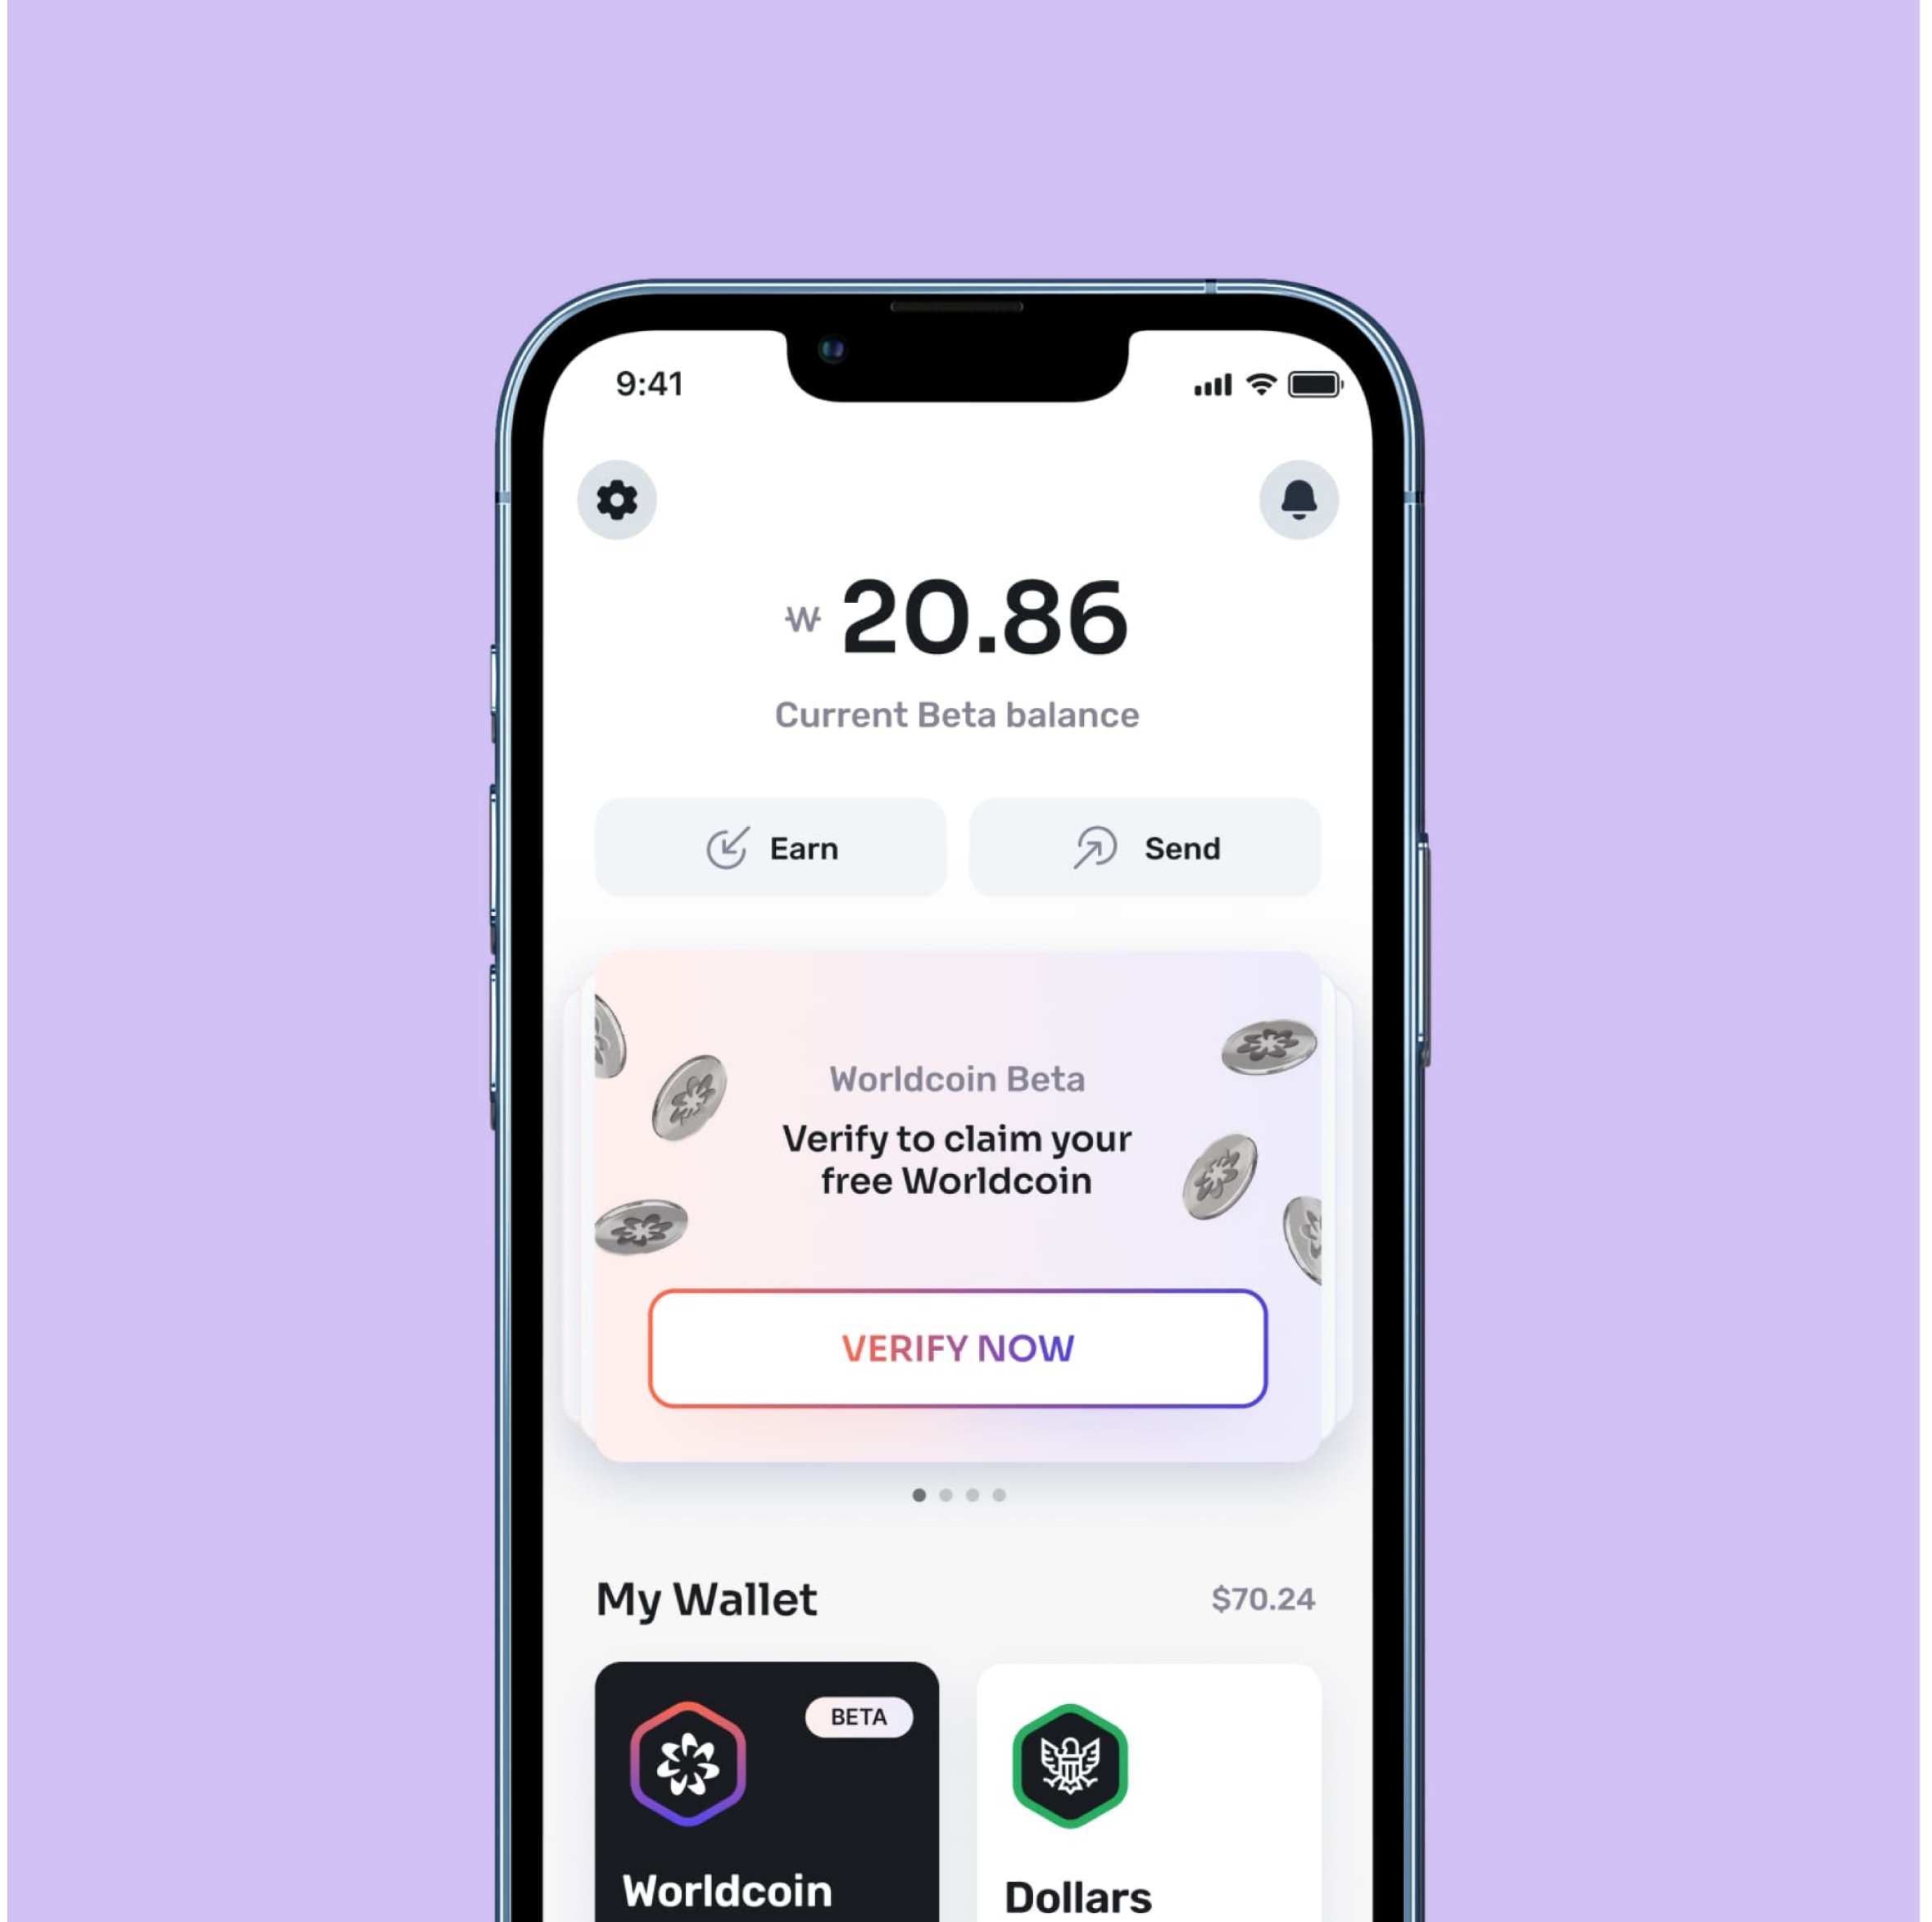 9:41
₩ 20.86
Current Beta balance
Earn
Send
Worldcoin Beta
Verify to claim your
free Worldcoin
VERIFY NOW
My Wallet
$70.24
BETA
Worldcoin
Dollars